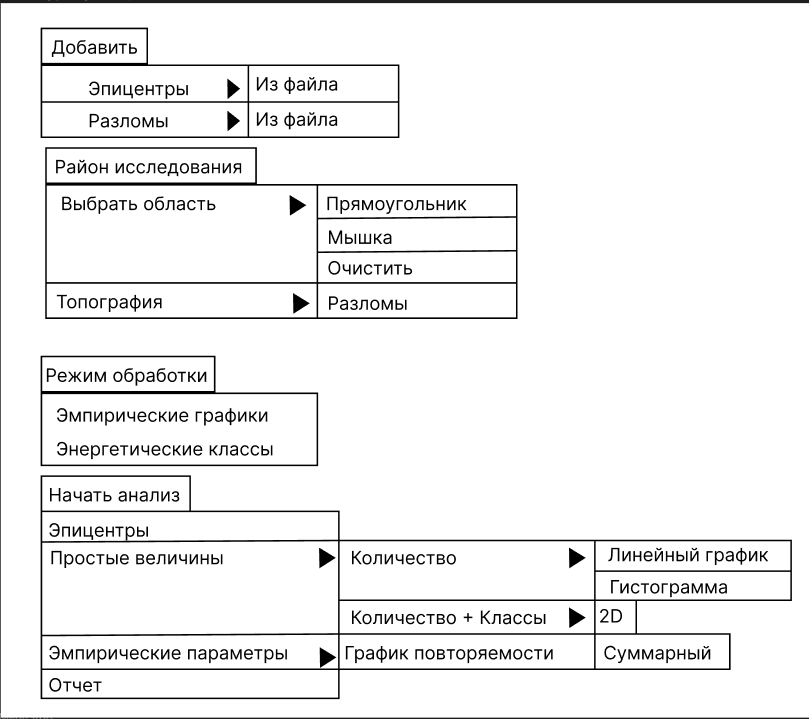 Добавить
Эпицентры Из файла
Разломы Из файла
Район исследования
Выбрать область Прямоугольник
Мышка
Очистить
Топография Разломы
Режим обработки
Эмпирические графики
Энергетические классы
Начать анализ
Эпицентры
Простые величины Количество Линейный график
Гистограмма
Количество + Классы 2D
Эмпирические параметры График повторяемости Суммарный
Отчет